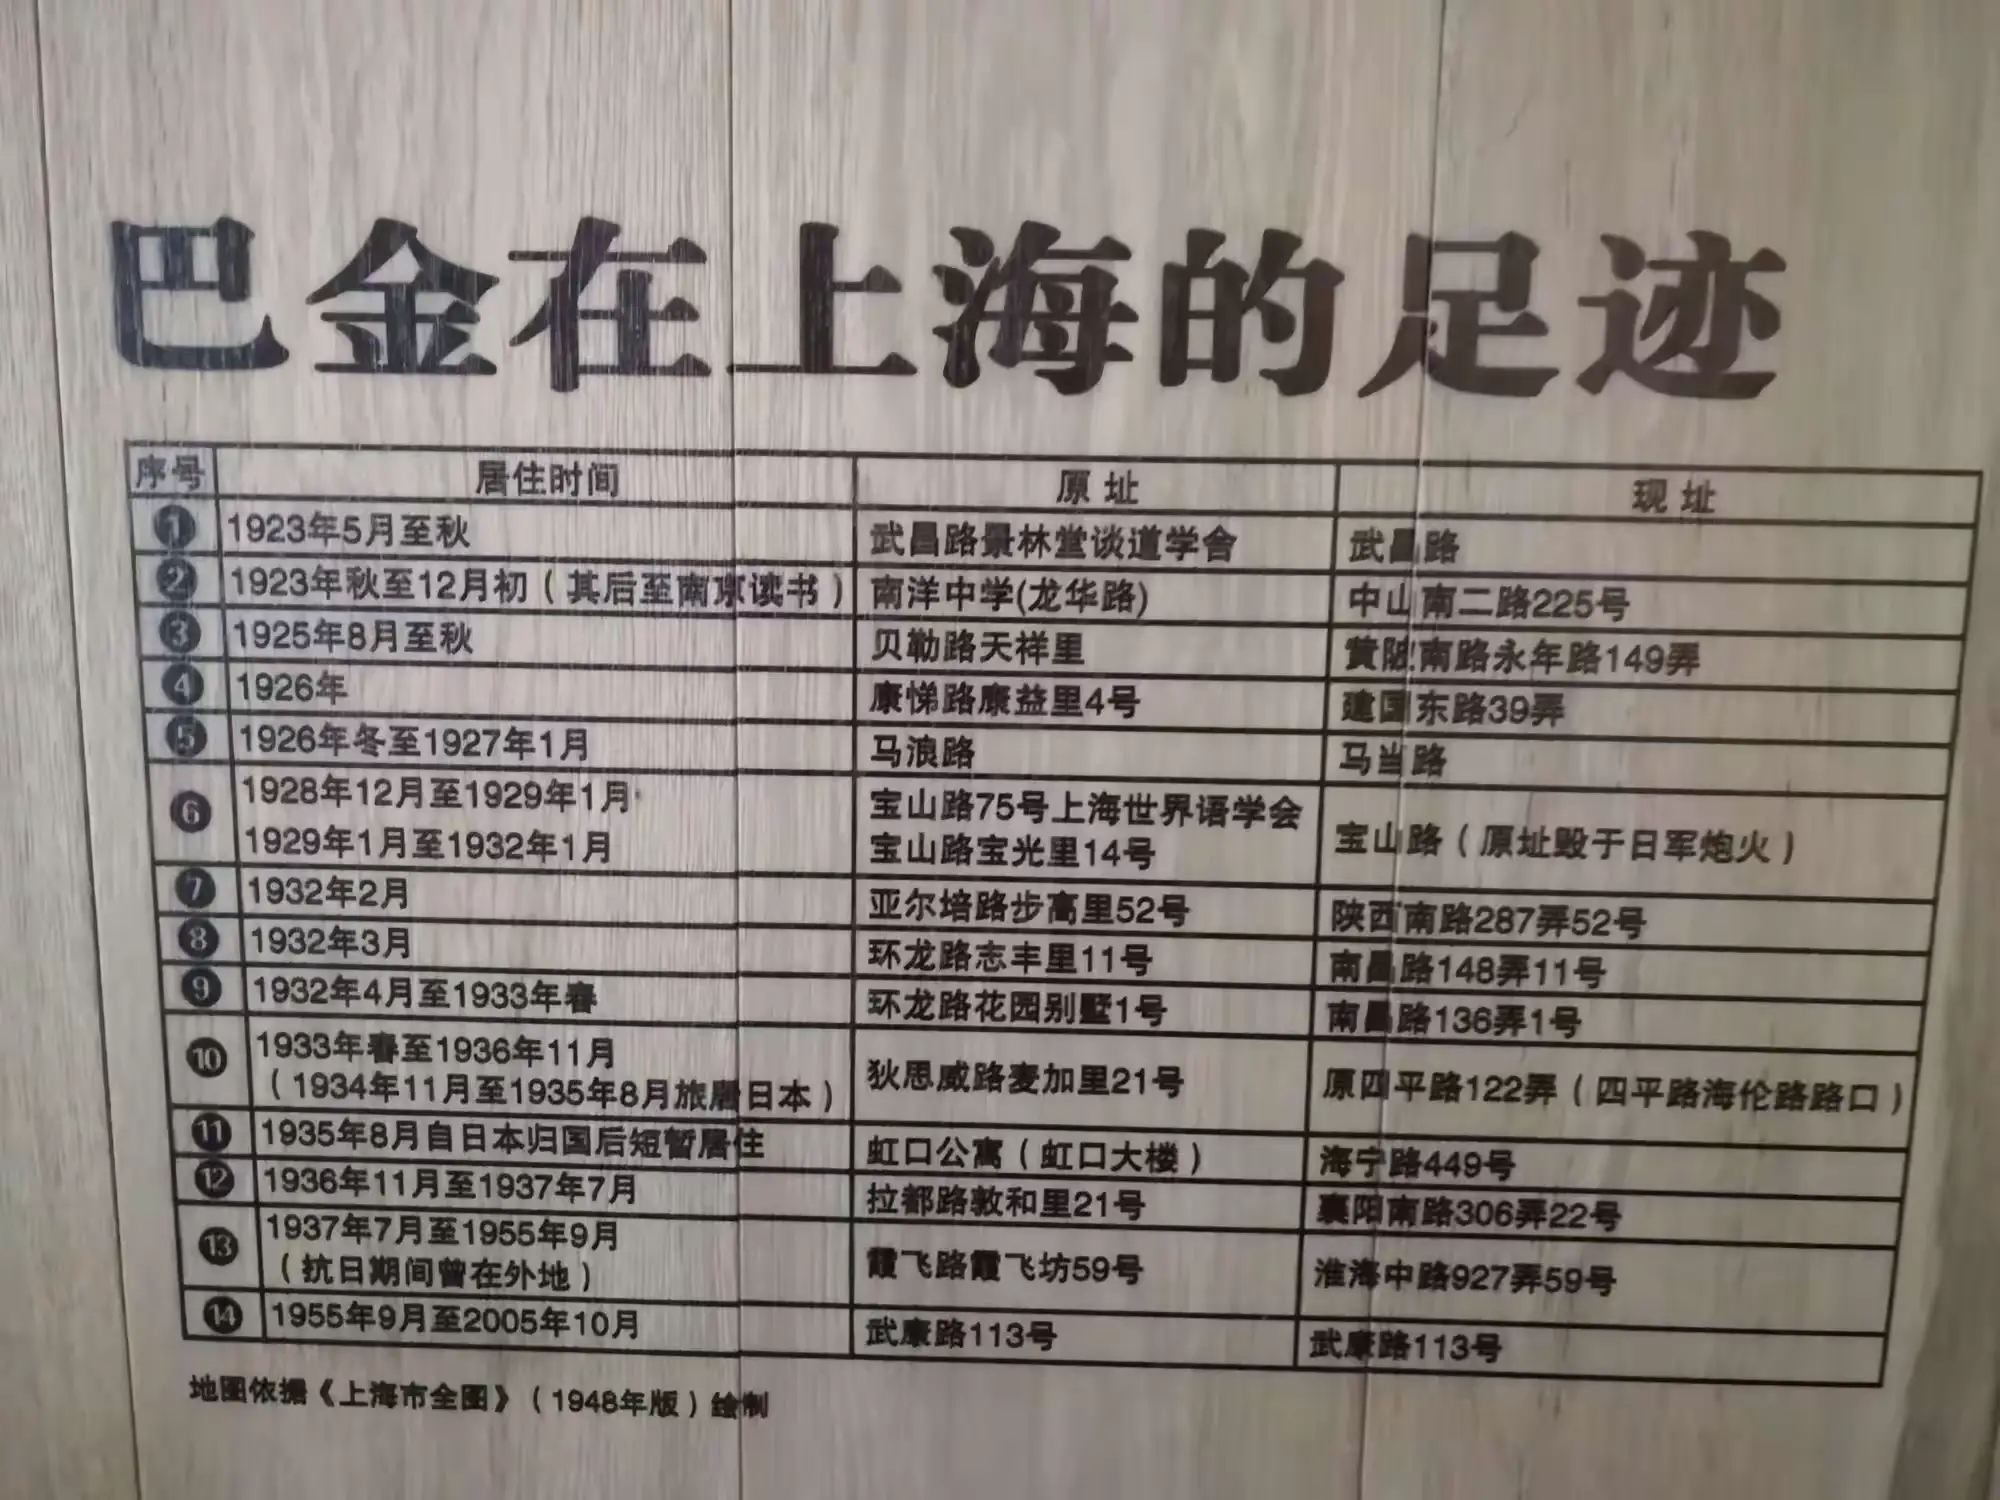 巴金在上海的足迹
序号 居住时间 原址 现址
1 1923年5月至秋 武昌路景林堂谈道学舍 武昌路
2 1923年秋至12月初（其后至南京读书） 南洋中学(龙华路) 中山南二路225号
3 1925年8月至秋 贝勒路天祥里 黄陂南路永年路149弄
4 1926年 康悌路康益里4号 建国东路39弄
5 1926年冬至1927年1月 马浪路 马当路
6 1928年12月至1929年1月 宝山路75号上海世界语学会 宝山路（原址毁于日军炮火）
1929年1月至1932年1月 宝山路宝光里14号
7 1932年2月 亚尔培路步高里52号 陕西南路287弄52号
8 1932年3月 环龙路志丰里11号 南昌路148弄11号
9 1932年4月至1933年春 环龙路花园别墅1号 南昌路136弄1号
10 1933年春至1936年11月 狄思威路麦加里21号 原四平路122弄（四平路海伦路路口）
（1934年11月至1935年8月旅居日本）
11 1935年8月自日本归国后短暂居住 虹口公寓（虹口大楼） 海宁路449号
12 1936年11月至1937年7月 拉都路敦和里21号 襄阳南路306弄22号
13 1937年7月至1955年9月 霞飞路霞飞坊59号 淮海中路927弄59号
（抗日期间曾在外地）
14 1955年9月至2005年10月 武康路113号 武康路113号
地图依据《上海市全图》（1948年版）绘制